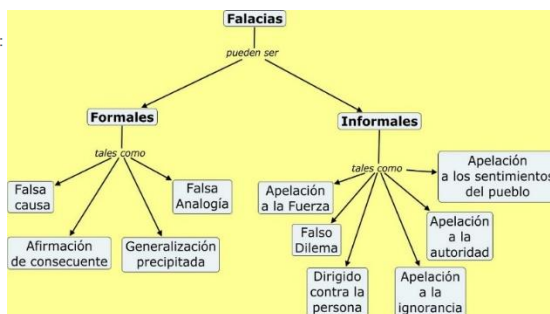 Falacias
pueden ser
Formales
Informales
tales como
tales como
Falsa
causa
Falsa
Analogía
Afirmación
de consecuente
Generalización
precipitada
Apelación
a la Fuerza
Falso
Dilema
Dirigido
contra la
persona
Apelación
a la
ignorancia
Apelación
a la
autoridad
Apelación
a los sentimientos
del pueblo